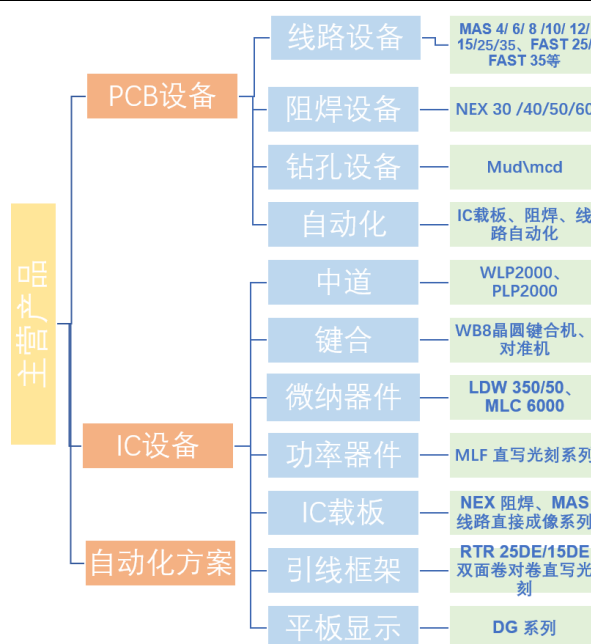 主营产品
PCB设备
线路设备
MAS 4/ 6/ 8 /10/ 12/
15/25/35、FAST 25/
FAST 35等
阻焊设备
NEX 30 /40/50/60
钻孔设备
Mud\mcd
自动化
IC载板、阻焊、线
路自动化
IC设备
中道
WLP2000、
PLP2000
键合
WB8晶圆键合机、
对准机
微纳器件
LDW 350/50、
MLC 6000
功率器件
MLF 直写光刻系列
IC载板
NEX 阻焊、MAS
线路直接成像系列
引线框架
RTR 25DE/15DE
双面卷对卷直写光
刻
平板显示
DG 系列
自动化方案